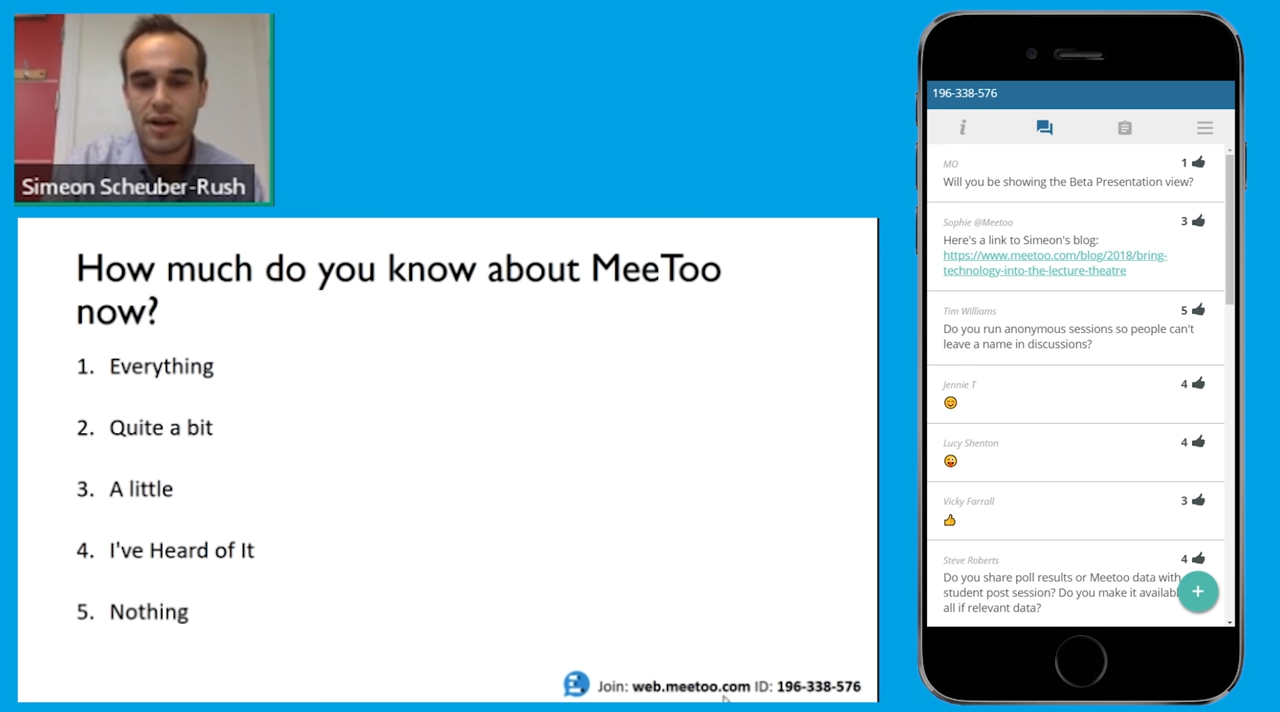 Simeon Scheuber-Rush
How much do you know about MeeToo
now?
1. Everything
2. Quite a bit
3. A little
4. I've Heard of It
5. Nothing
Join: web.meetoo.com ID: 196-338-576
196-338-576
MO 1
Will you be showing the Beta Presentation view?
Sophie @Meetoo 3
Here's a link to Simeon's blog:
https://www.meetoo.com/blog/2018/bring-
technology-into-the-lecture-theatre
Tim Williams 5
Do you run anonymous sessions so people can't
leave a name in discussions?
Jennie T 4
😊
Lucy Shenton 4
😜
Vicky Farrall 3
👍
Steve Roberts 4
Do you share poll results or Meetoo data with
student post session? Do you make it availabl
all if relevant data?
+